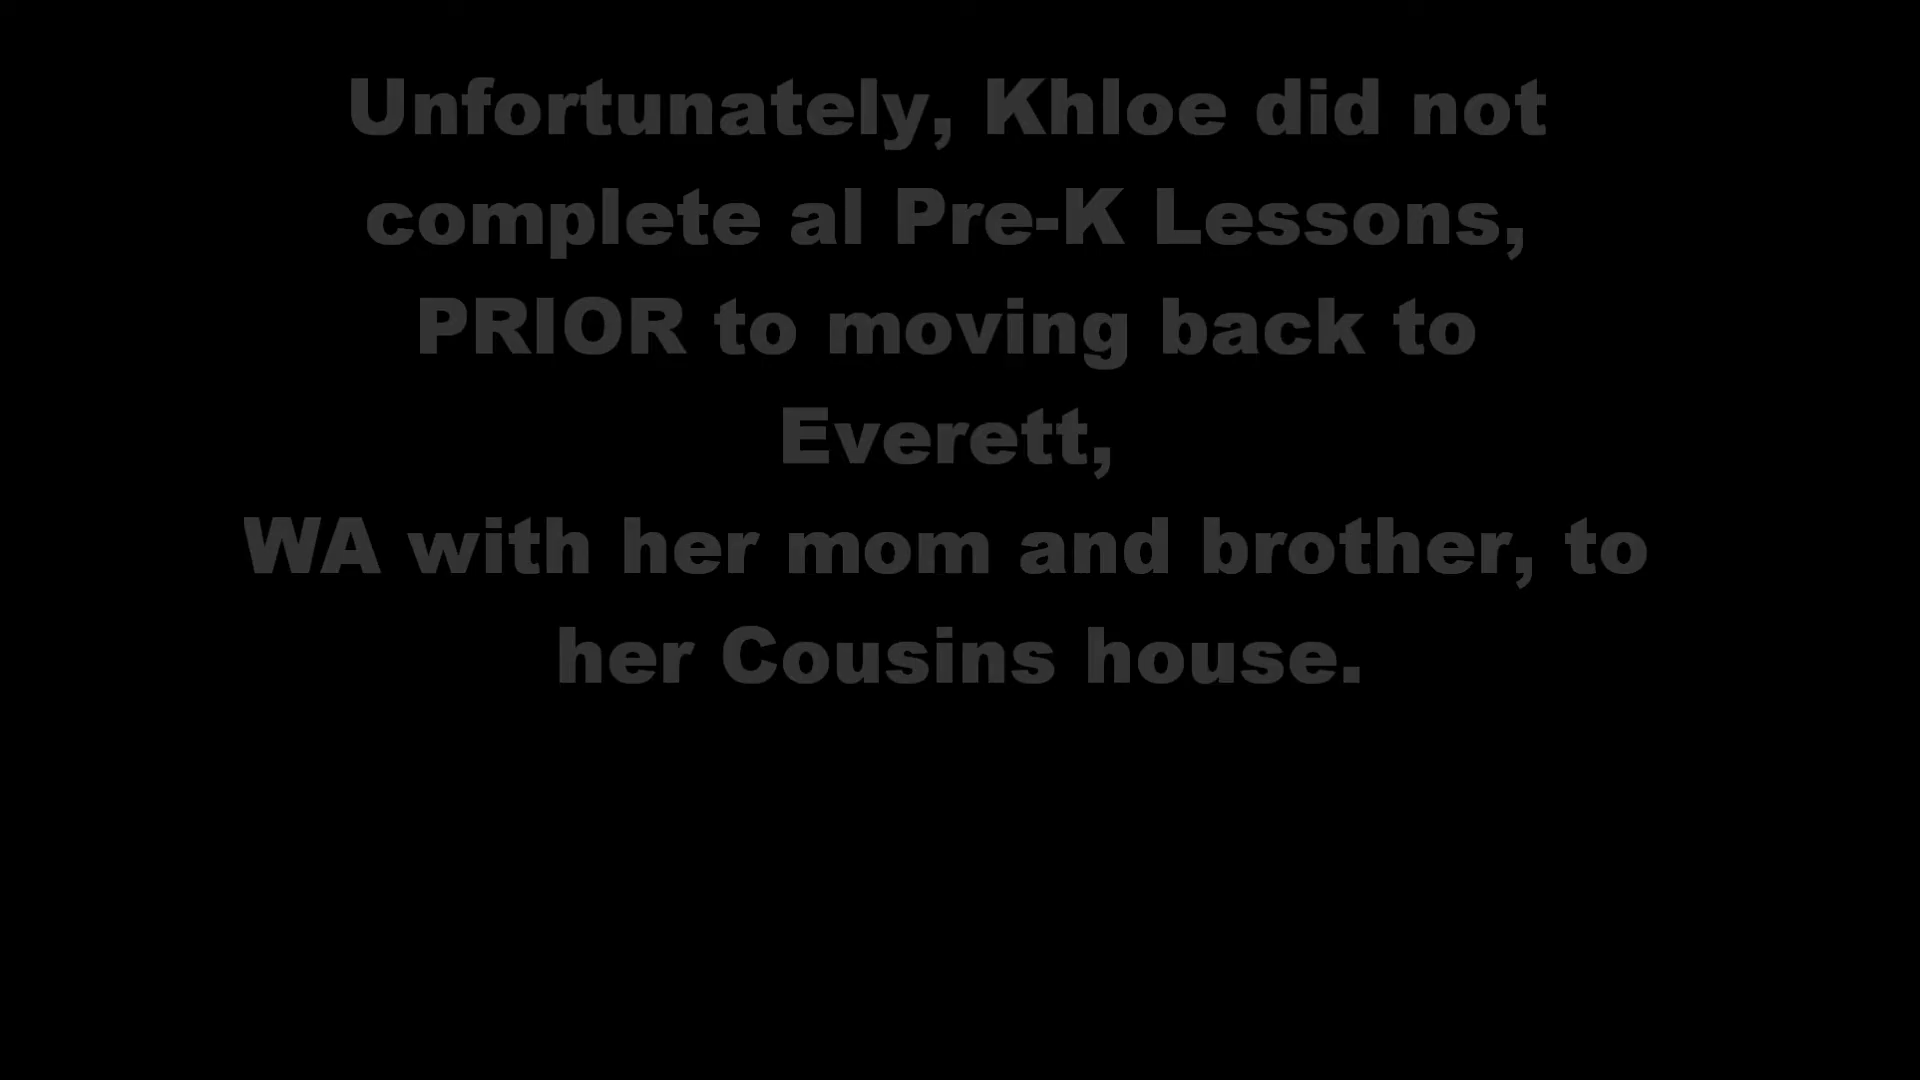 Unfortunately, Khloe did not
complete al Pre-K Lessons,
PRIOR to moving back to
Everett,
WA with her mom and brother, to
her Cousins house.